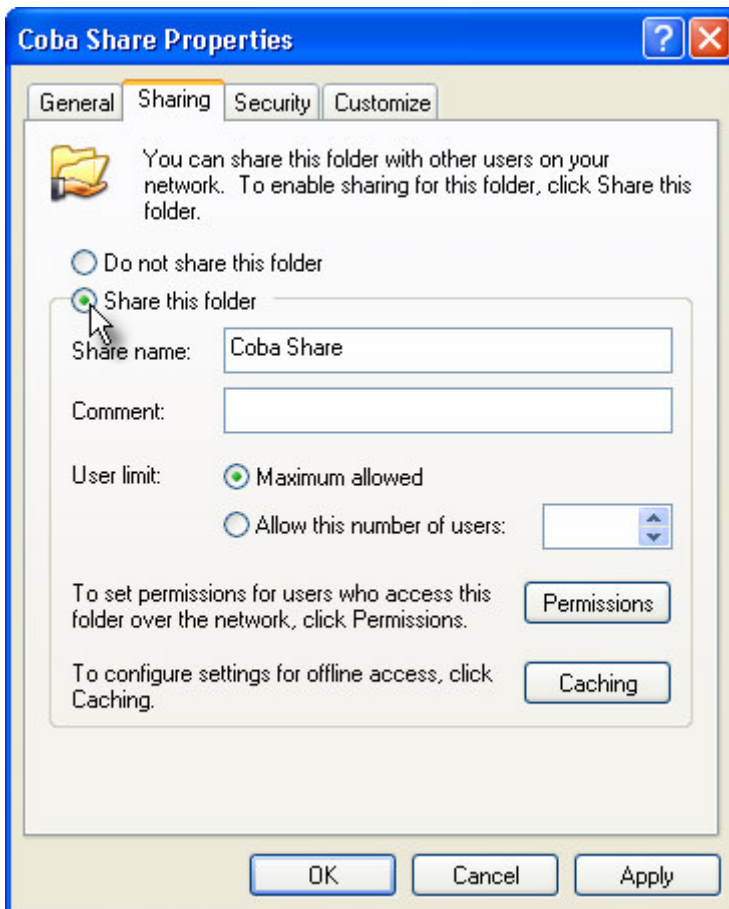 Coba Share Properties
?
General Sharing Security Customize
You can share this folder with other users on your
network. To enable sharing for this folder, click Share this
folder.
Do not share this folder
Share this folder
Share name: Coba Share
Comment:
User limit: Maximum allowed
Allow this number of users:
To set permissions for users who access this
folder over the network, click Permissions.
Permissions
To configure settings for offline access, click
Caching.
Caching
OK Cancel Apply